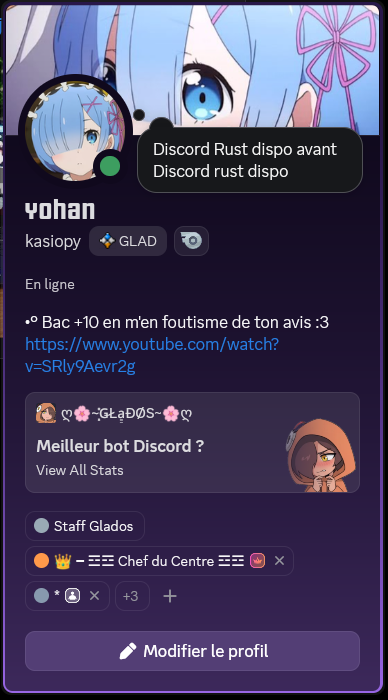 Discord Rust dispo avant
Discord rust dispo
yohan
kasiopy GLAD
En ligne
•° Bac +10 en m'en foutisme de ton avis :3
https://www.youtube.com/watch?
v=SRly9Aevr2g
ღ🌸~GŁaĐØS~🌸ღ
Meilleur bot Discord ?
View All Stats
Staff Glados
👑 – ☲☲ Chef du Centre ☲☲
*
+3
Modifier le profil